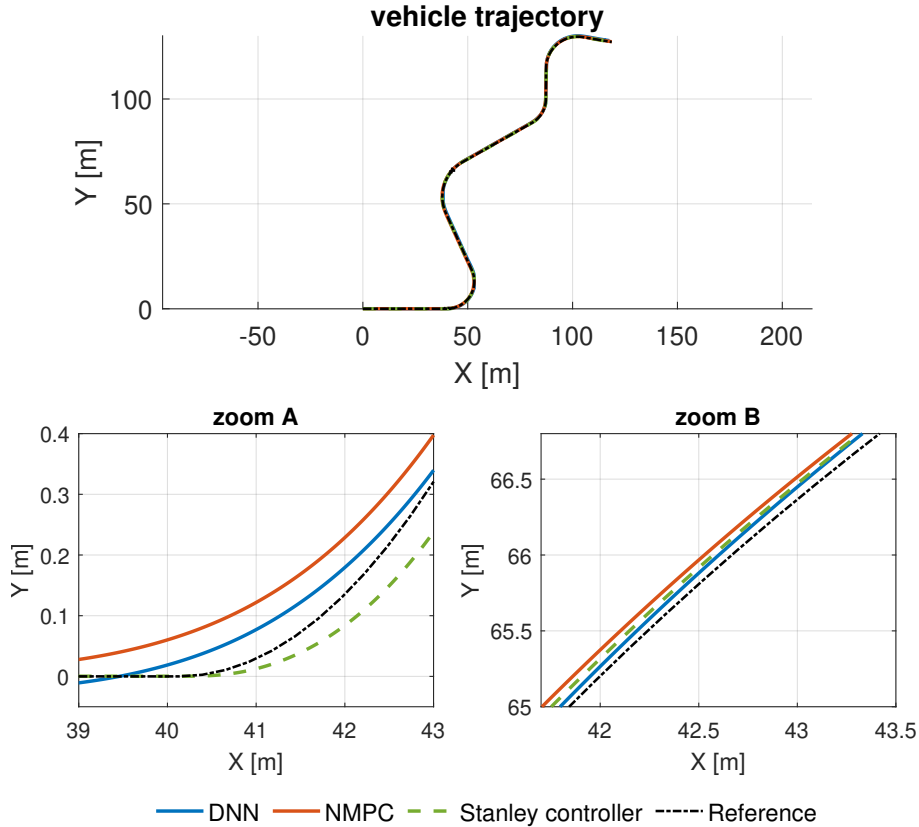 vehicle trajectory
Y [m]
100
50
0
-50 0 50 100 150 200
X [m]
zoom A
Y [m]
0.4
0.3
0.2
0.1
0
39 40 41 42 43
X [m]
zoom B
Y [m]
66.5
66
65.5
65
42 42.5 43 43.5
X [m]
DNN NMPC Stanley controller Reference